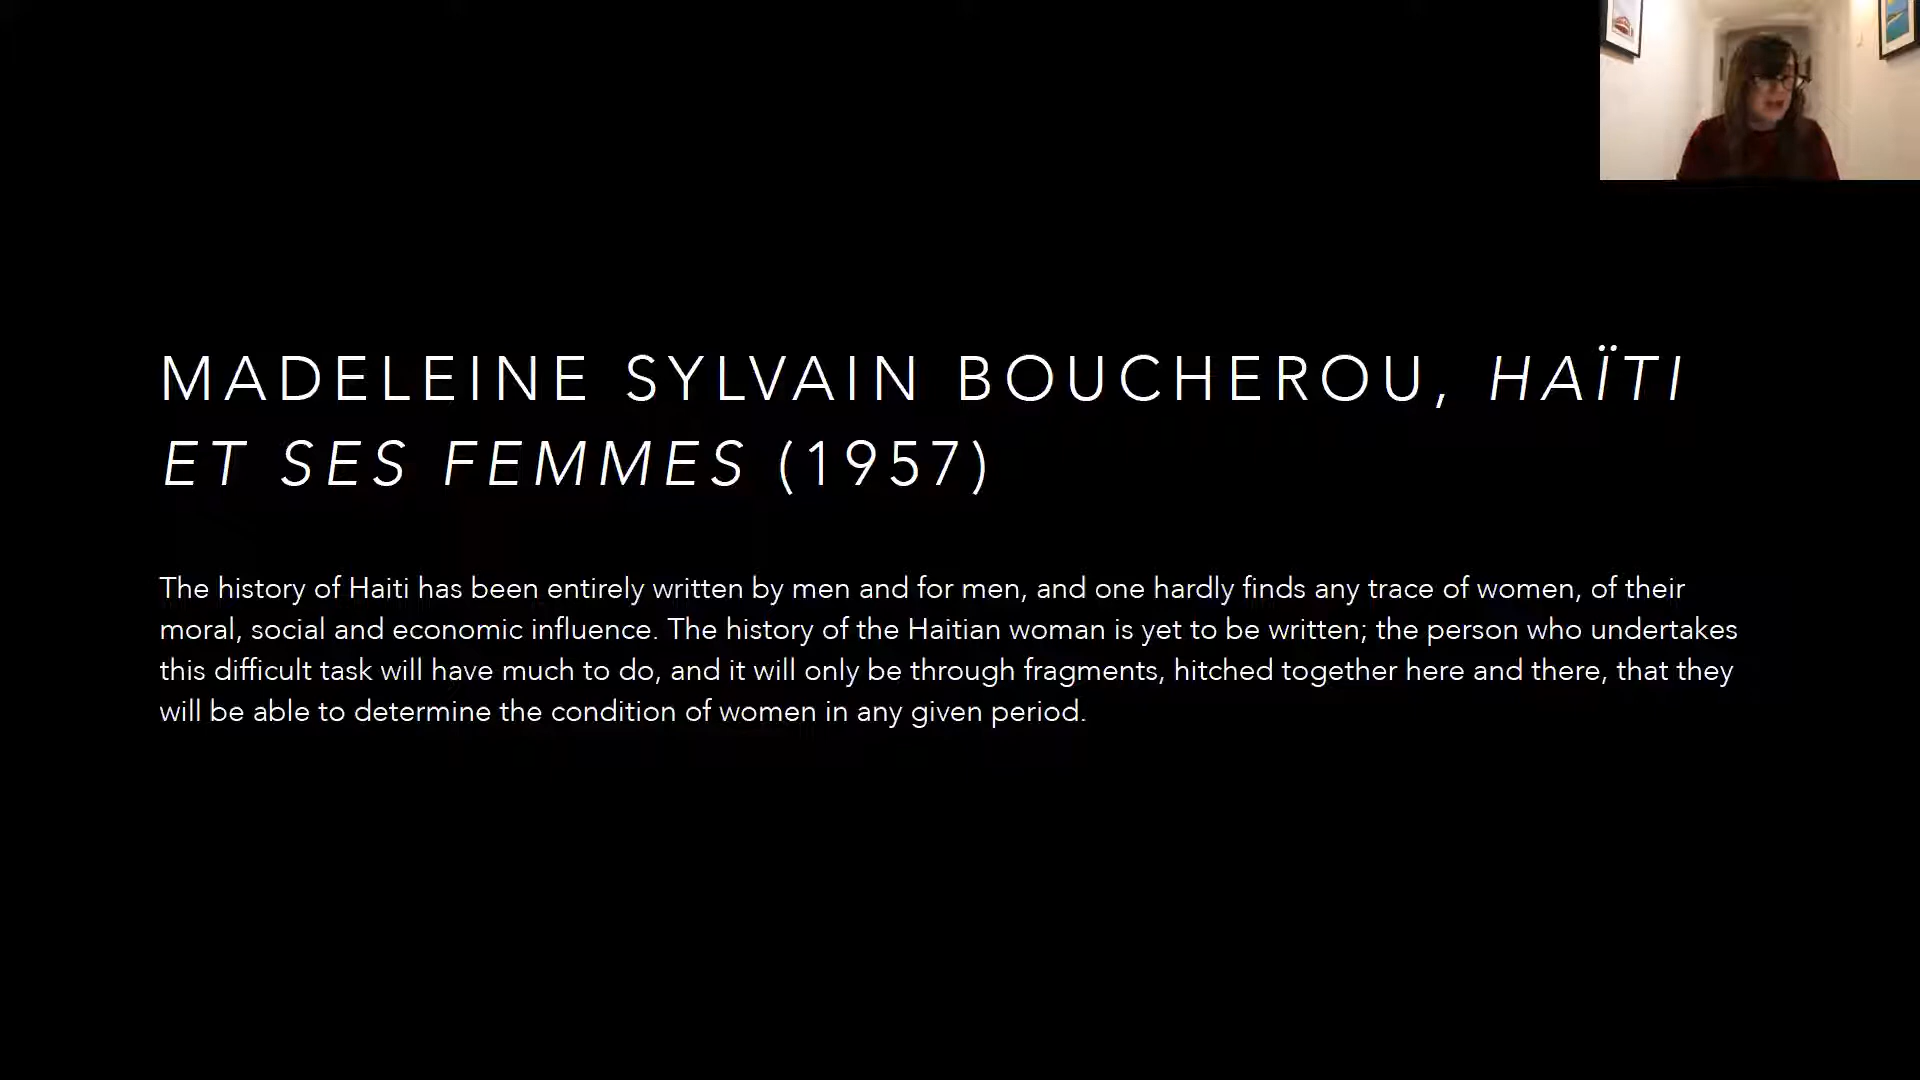 MADELEINE SYLVAIN BOUCHEROU, HAÏTI
ET SES FEMMES (1957)
The history of Haiti has been entirely written by men and for men, and one hardly finds any trace of women, of their
moral, social and economic influence. The history of the Haitian woman is yet to be written; the person who undertakes
this difficult task will have much to do, and it will only be through fragments, hitched together here and there, that they
will be able to determine the condition of women in any given period.